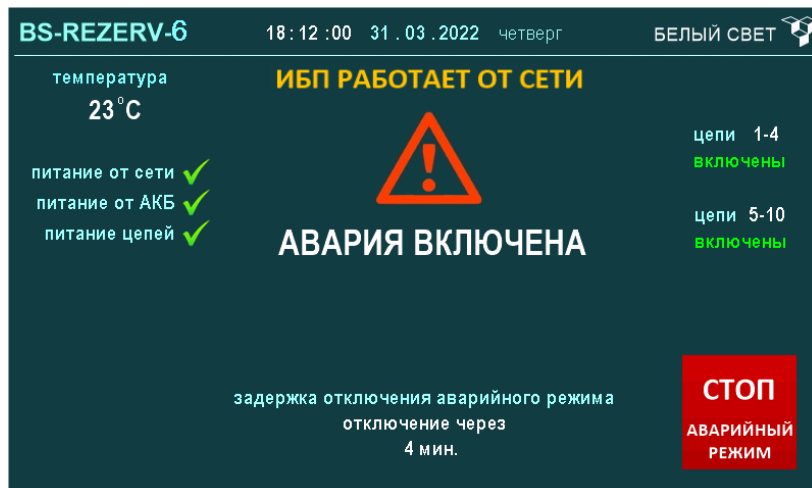 BS-REZERV-6
18:12:00 31.03.2022 четверг
БЕЛЫЙ СВЕТ
температура
23°C
ИБП РАБОТАЕТ ОТ СЕТИ
питание от сети
питание от АКБ
питание цепей
АВАРИЯ ВКЛЮЧЕНА
цепи 1-4
включены
цепи 5-10
включены
задержка отключения аварийного режима
отключение через
4 мин.
СТОП
АВАРИЙНЫЙ
РЕЖИМ